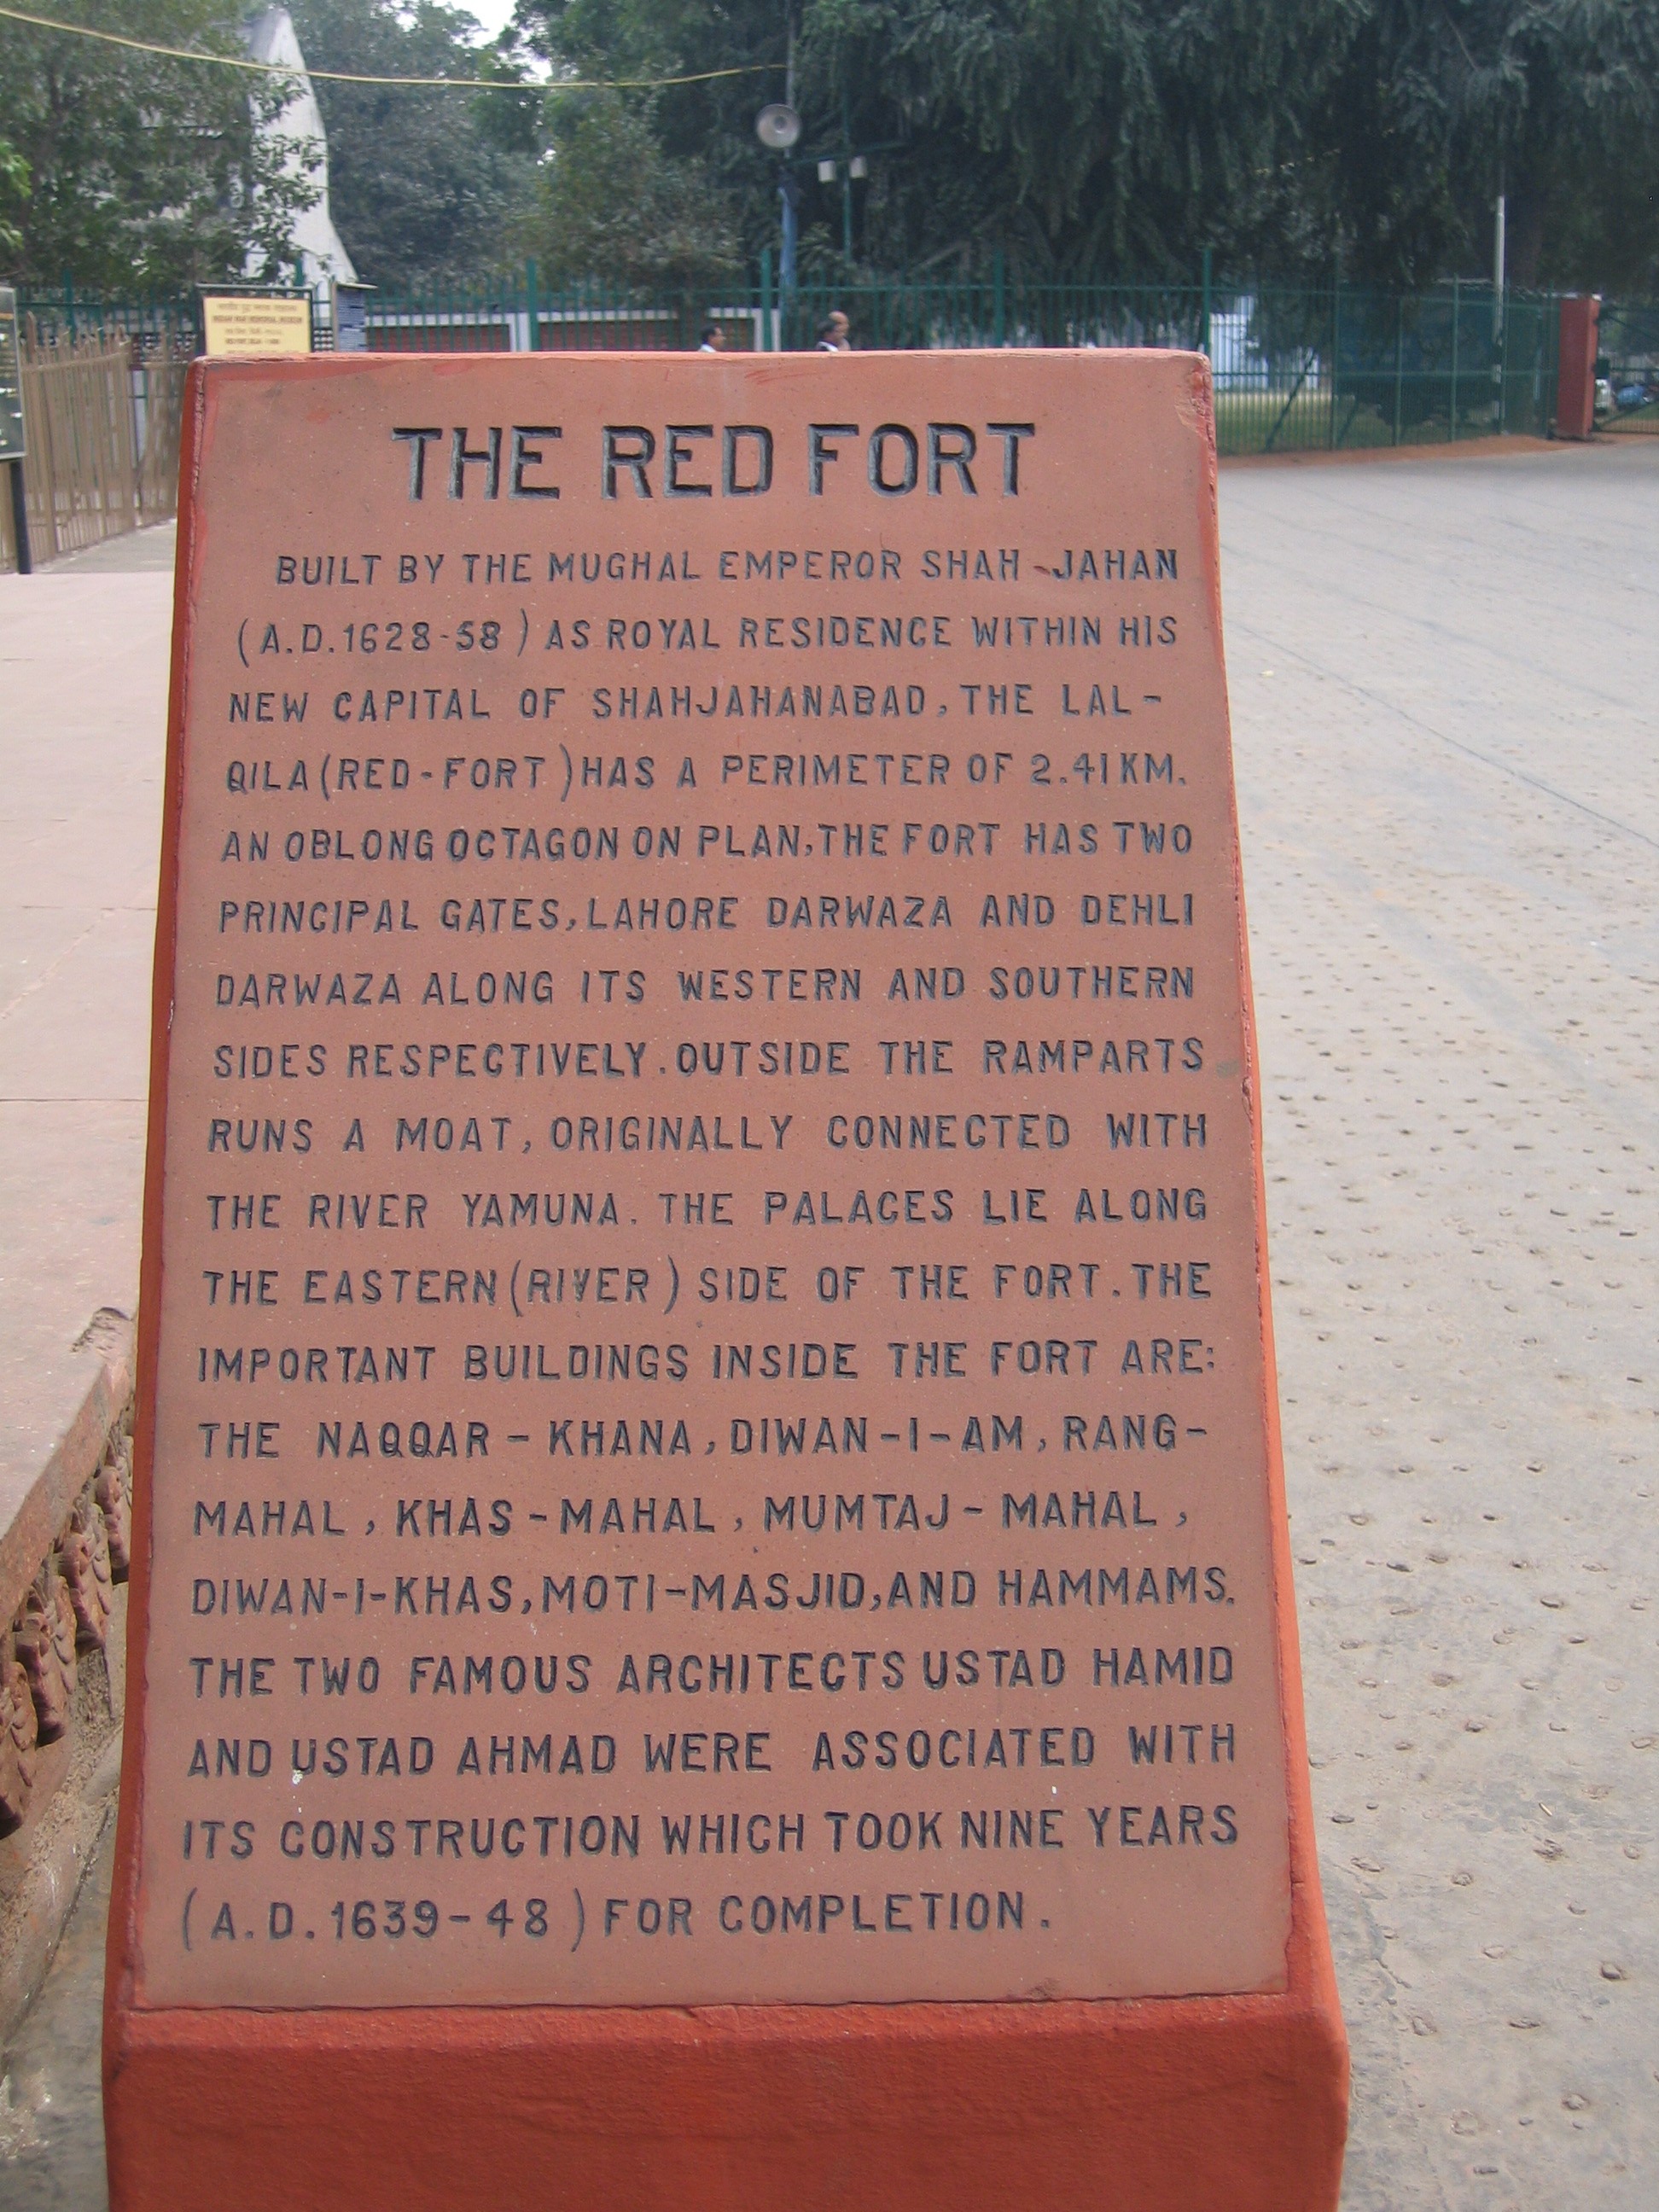 THE RED FORT
BUILT BY THE MUGHAL EMPEROR SHAH-JAHAN
(A.D.1628-58) AS ROYAL RESIDENCE WITHIN HIS
NEW CAPITAL OF SHAHJAHANABAD, THE LAL-
QILA(RED-FORT)HAS A PERIMETER OF 2.41KM.
AN OBLONG OCTAGON ON PLAN,THE FORT HAS TWO
PRINCIPAL GATES,LAHORE DARWAZA AND DEHLI
DARWAZA ALONG ITS WESTERN AND SOUTHERN
SIDES RESPECTIVELY.OUTSIDE THE RAMPARTS
RUNS A MOAT, ORIGINALLY CONNECTED WITH
THE RIVER YAMUNA. THE PALACES LIE ALONG
THE EASTERN(RIVER) SIDE OF THE FORT.THE
IMPORTANT BUILDINGS INSIDE THE FORT ARE:
THE NAQQAR-KHANA,DIWAN-I-AM,RANG-
MAHAL, KHAS-MAHAL, MUMTAJ-MAHAL,
DIWAN-I-KHAS,MOTI-MASJID,AND HAMMAMS.
THE TWO FAMOUS ARCHITECTS USTAD HAMID
AND USTAD AHMAD WERE ASSOCIATED WITH
ITS CONSTRUCTION WHICH TOOK NINE YEARS
(A.D.1639-48) FOR COMPLETION.
INDIAN WAR MEMORIAL MUSEUM